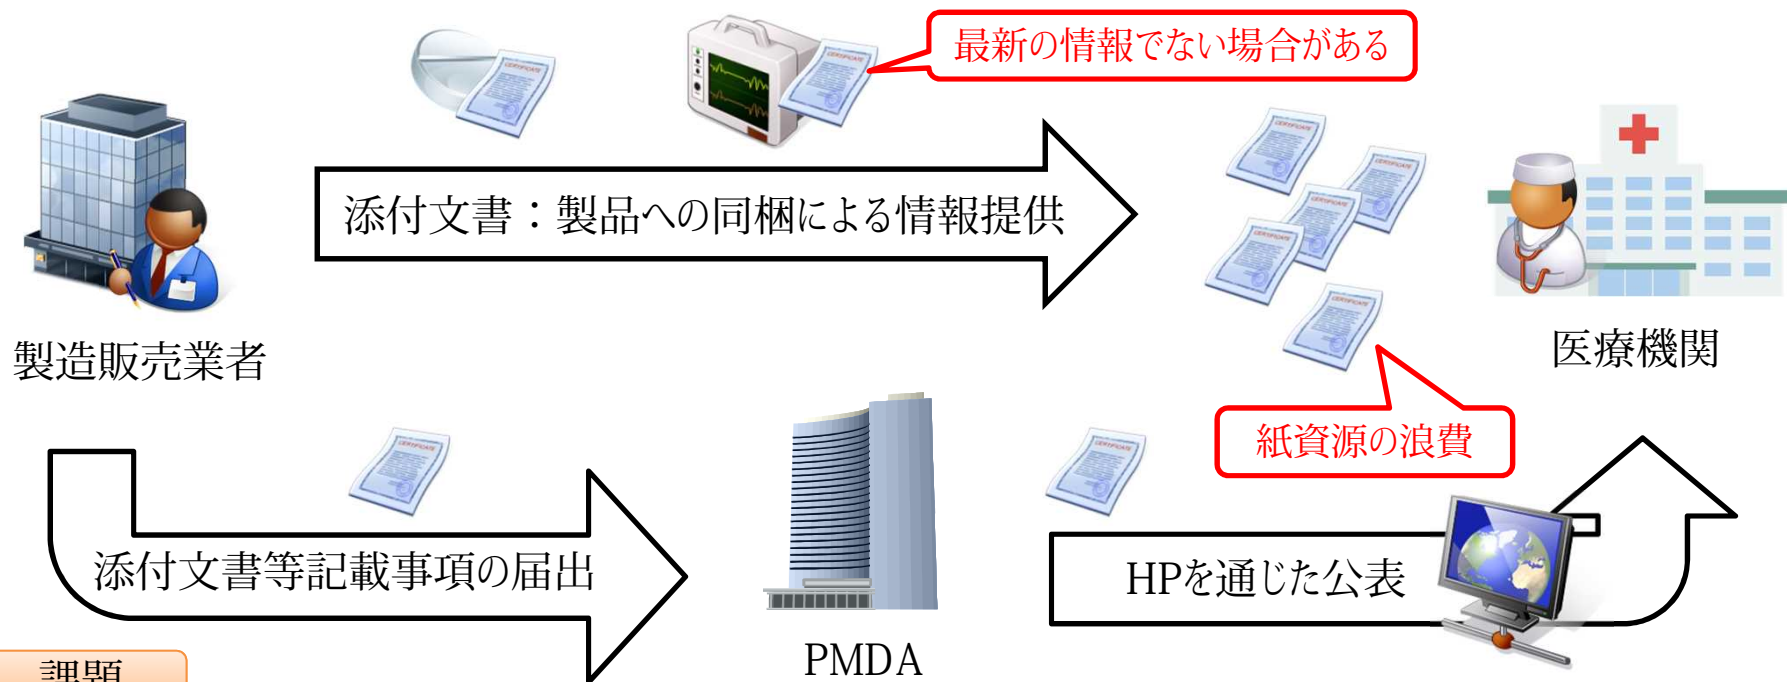 最新の情報でない場合がある
添付文書：製品への同梱による情報提供
製造販売業者
医療機関
紙資源の浪費
添付文書等記載事項の届出
HPを通じた公表
PMDA
課題